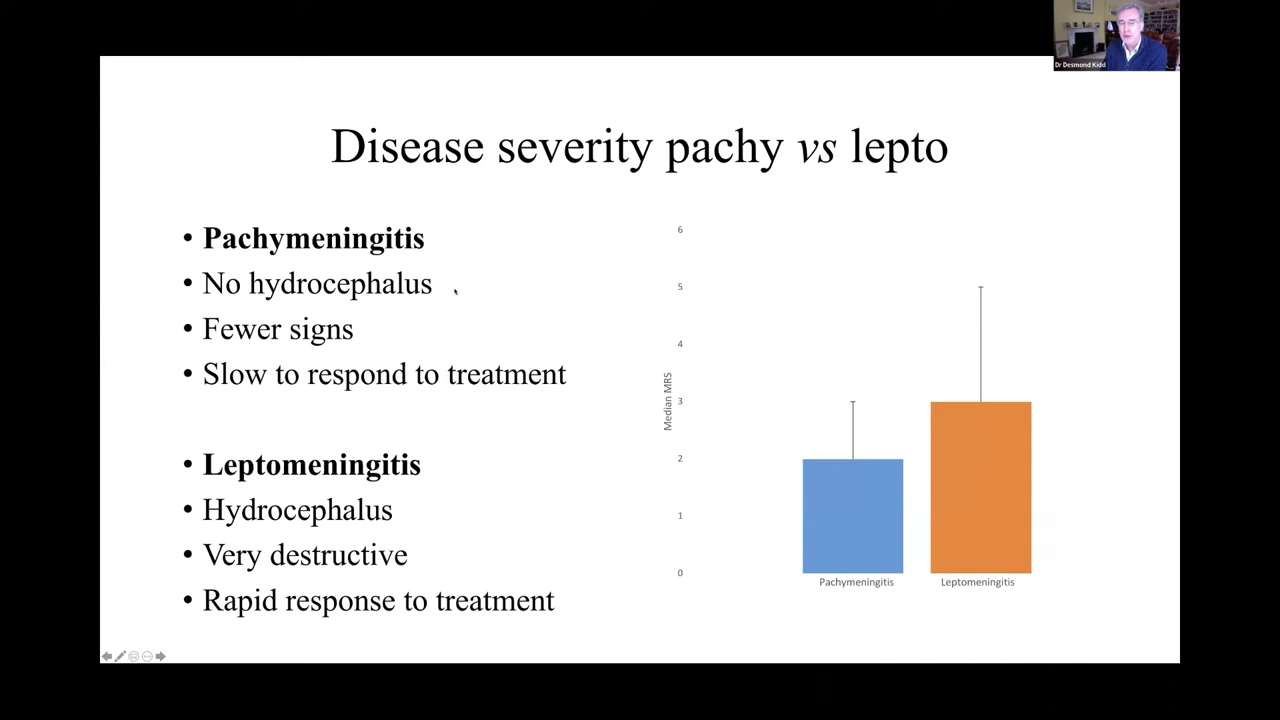 Dr Desmond Kidd
Disease severity pachy vs lepto
• Pachymeningitis
• No hydrocephalus
• Fewer signs
• Slow to respond to treatment
• Leptomeningitis
• Hydrocephalus
• Very destructive
• Rapid response to treatment
6
5
4
3
2
1
0
Median MRS
Pachymeningitis
Leptomeningitis